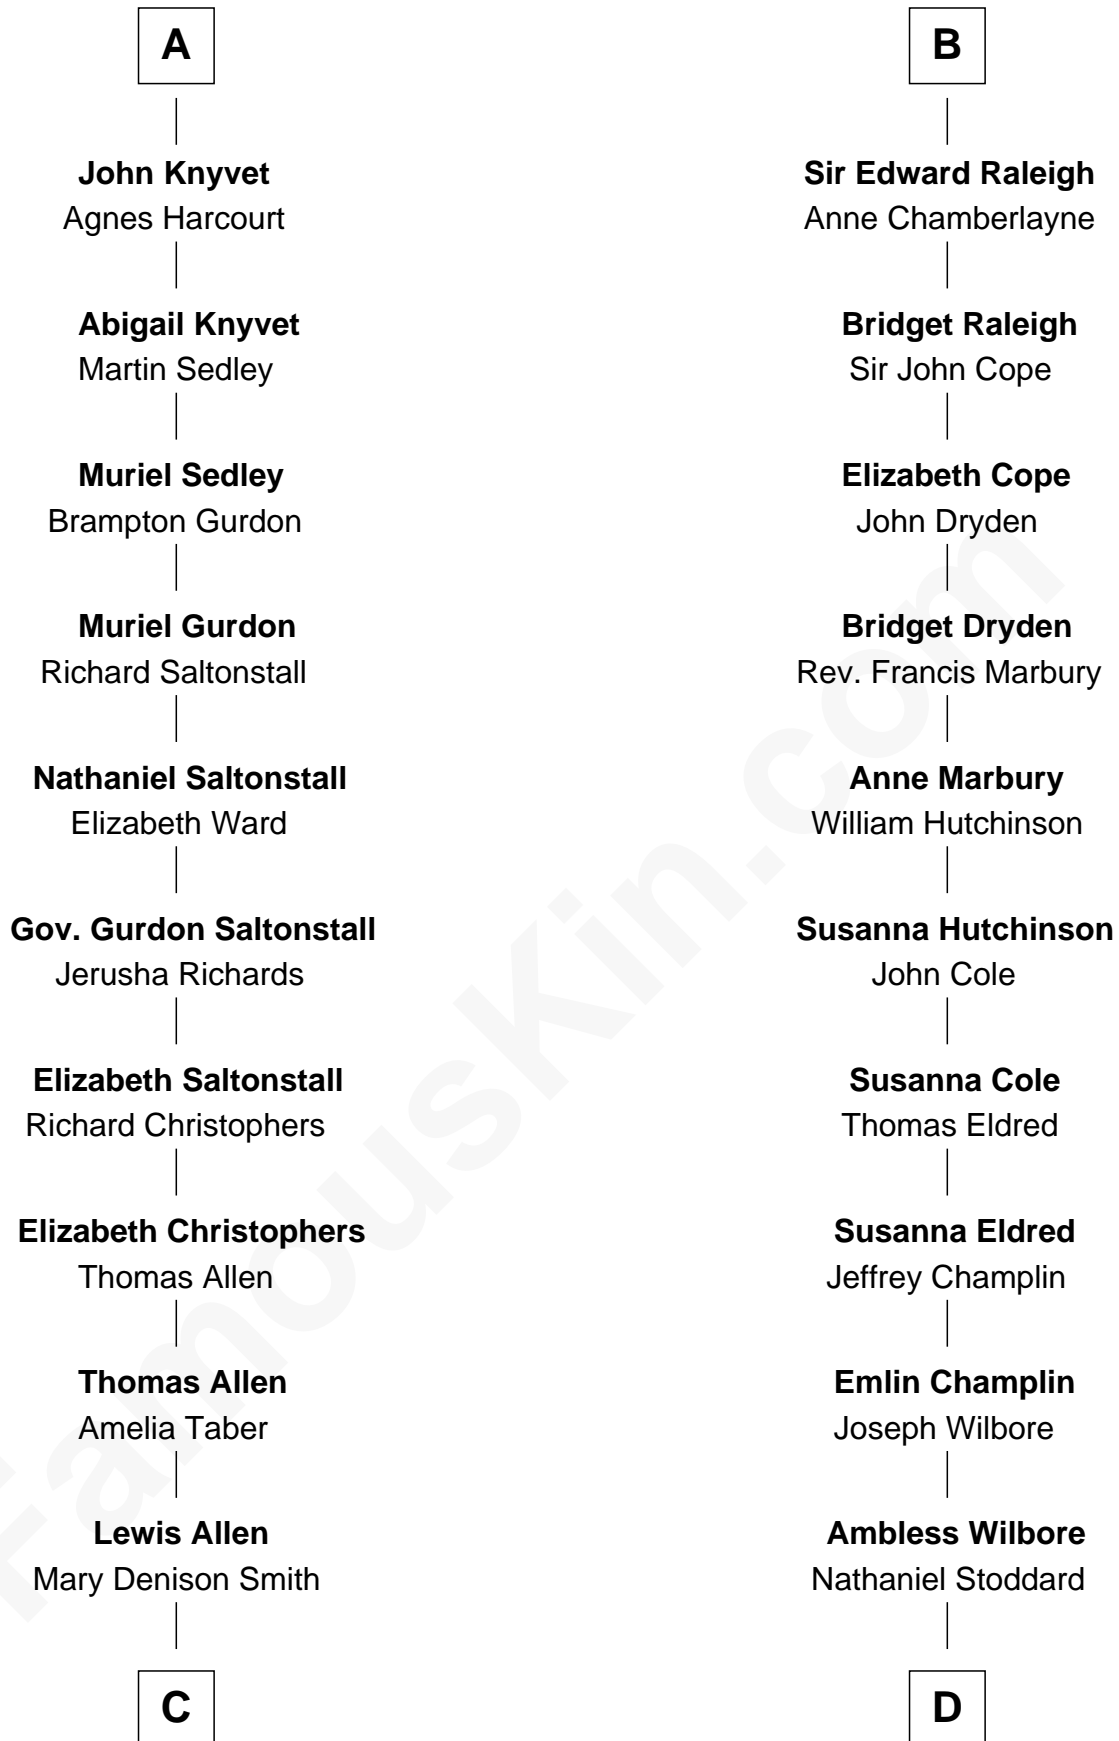 A
John Knyvet
Agnes Harcourt
Abigail Knyvet
Martin Sedley
Muriel Sedley
Brampton Gurdon
Muriel Gurdon
Richard Saltonstall
Nathaniel Saltonstall
Elizabeth Ward
Gov. Gurdon Saltonstall
Jerusha Richards
Elizabeth Saltonstall
Richard Christophers
Elizabeth Christophers
Thomas Allen
Thomas Allen
Amelia Taber
Lewis Allen
Mary Denison Smith
C
B
Sir Edward Raleigh
Anne Chamberlayne
Bridget Raleigh
Sir John Cope
Elizabeth Cope
John Dryden
Bridget Dryden
Rev. Francis Marbury
Anne Marbury
William Hutchinson
Susanna Hutchinson
John Cole
Susanna Cole
Thomas Eldred
Susanna Eldred
Jeffrey Champlin
Emlin Champlin
Joseph Wilbore
Ambless Wilbore
Nathaniel Stoddard
D
FamousKin.com